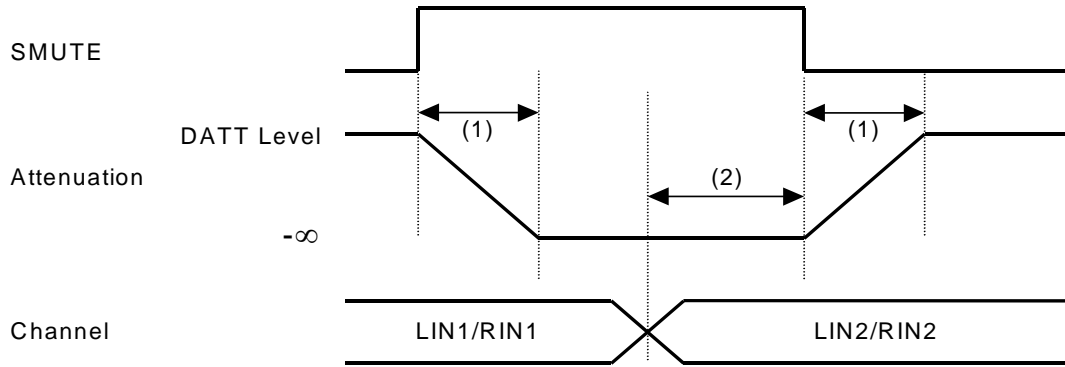 SMUTE
(1)
(1)
DATT Level
Attenuation
(2)
-∞
Channel
LIN1/RIN1
LIN2/RIN2